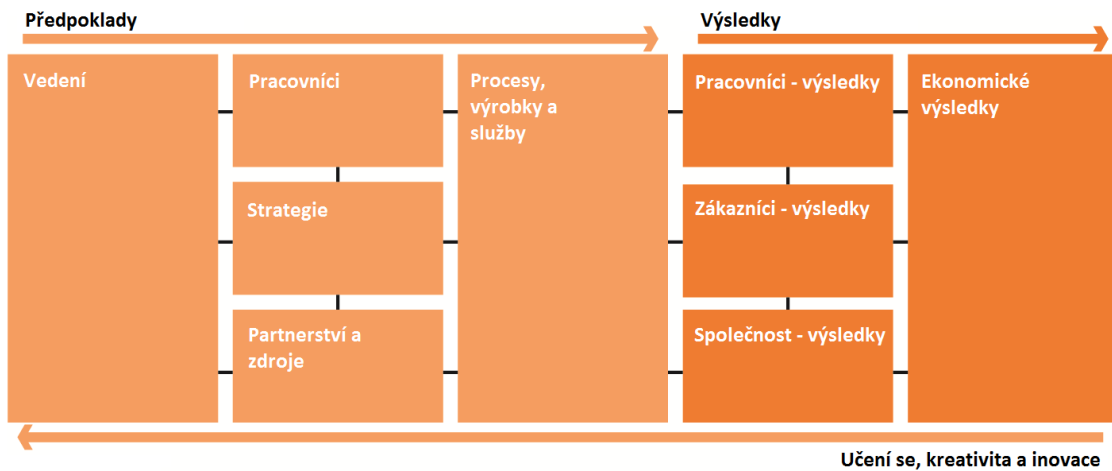 Předpoklady
Výsledky
Vedení
Pracovníci
Procesy,
výrobky a
služby
Pracovníci - výsledky
Ekonomické
výsledky
Strategie
Zákazníci - výsledky
Partnerství a
zdroje
Společnost - výsledky
Učení se, kreativita a inovace